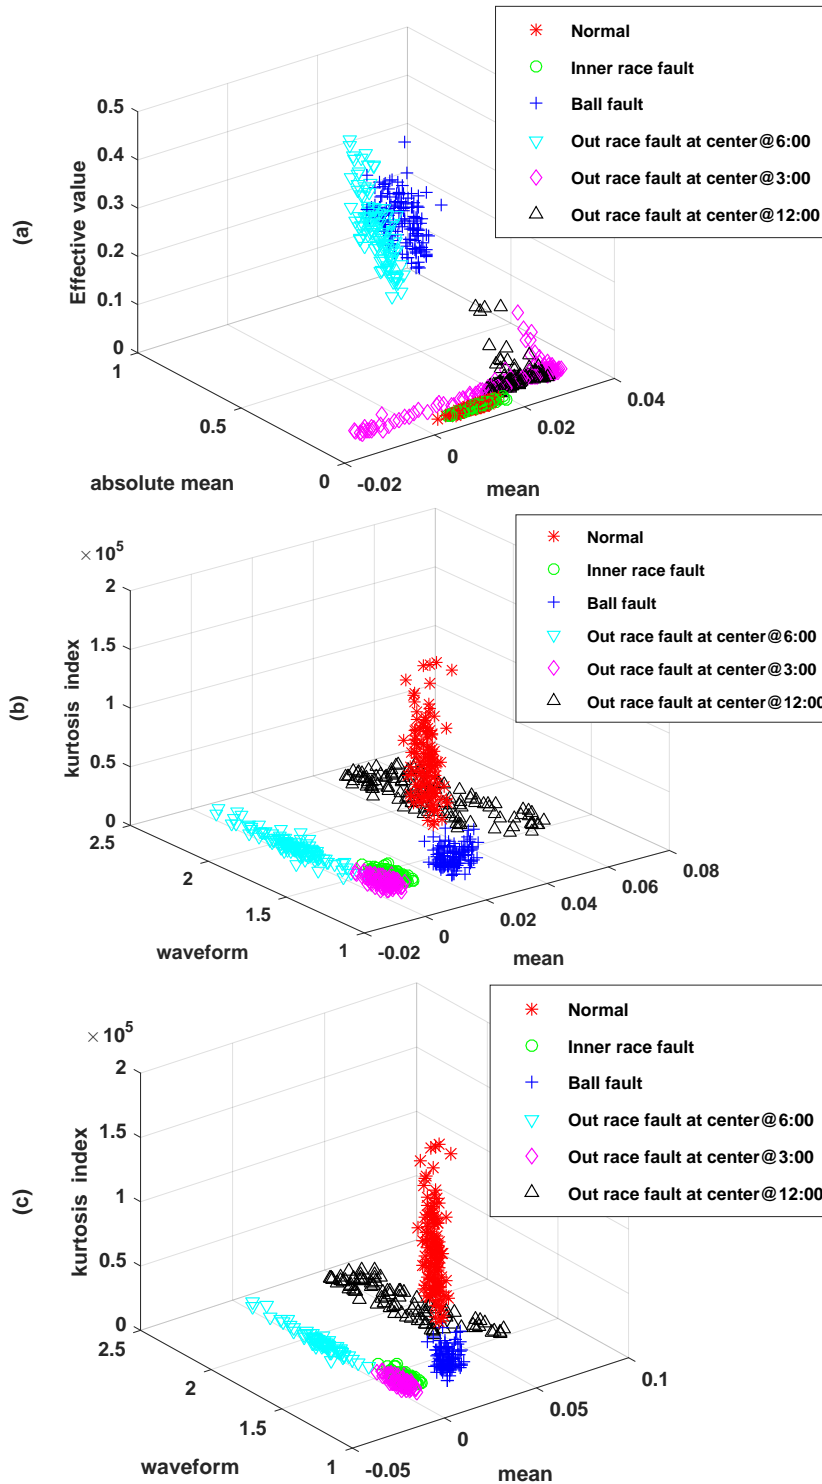 Normal
Inner race fault
Ball fault
Out race fault at center@6:00
Out race fault at center@3:00
Out race fault at center@12:00
(a)
Effective value
0.5
0.4
0.3
0.2
0.1
0
1
0.5
0
absolute mean
-0.02
0
0.02
0.04
mean
Normal
Inner race fault
Ball fault
Out race fault at center@6:00
Out race fault at center@3:00
Out race fault at center@12:00
(b)
kurtosis index
× 10^5
2
1.5
1
0.5
0
2.5
2
1.5
1
waveform
-0.02
0
0.02
0.04
0.06
0.08
mean
Normal
Inner race fault
Ball fault
Out race fault at center@6:00
Out race fault at center@3:00
Out race fault at center@12:00
(c)
kurtosis index
× 10^5
2
1.5
1
0.5
0
2.5
2
1.5
1
waveform
-0.05
0
0.05
0.1
mean